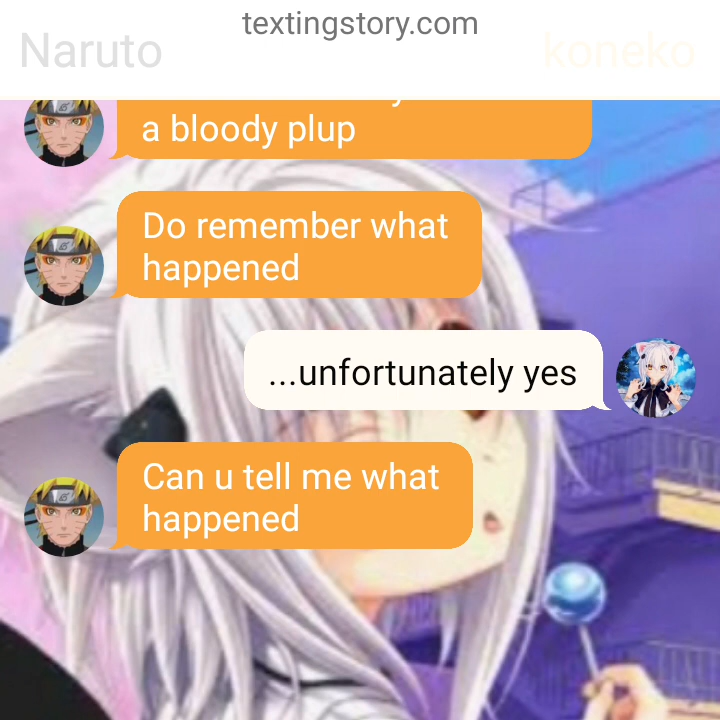 textingstory.com
Naruto
koneko
a bloody plup
Do remember what
happened
...unfortunately yes
Can u tell me what
happened